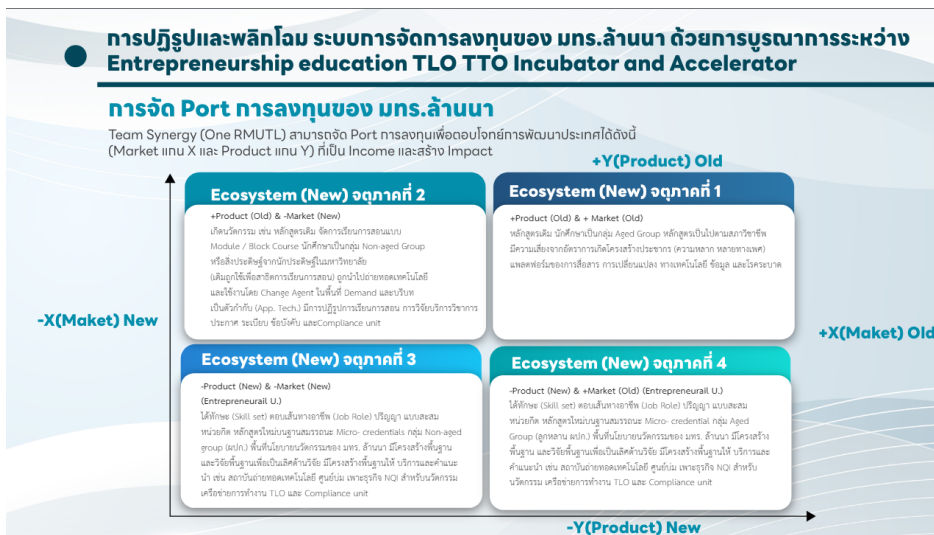 การปฏิรูปและพลิกโฉม ระบบการจัดการลงทุนของ มทร.ล้านนา ด้วยการบูรณาการระหว่าง
Entrepreneurship education TLO TTO Incubator and Accelerator
การจัด Port การลงทุนของ มทร.ล้านนา
Team Synergy (One RMUTL) สามารถจัด Port การลงทุนเพื่อตอบโจทย์การพัฒนาประเทศได้ดังนี้
(Market แกน X และ Product แกน Y) ที่เป็น Income และสร้าง Impact
+Y(Product) Old
Ecosystem (New) จตุภาคที่ 2
+Product (Old) & -Market (New)
เกิดนวัตกรรม เช่น หลักสูตรเดิม จัดการเรียนการสอนแบบ
Module / Block Course นักศึกษาเป็นกลุ่ม Non-aged Group
หรือสิ่งประดิษฐ์จากนักประดิษฐ์ในมหาวิทยาลัย
(เดิมถูกใช้เพื่อสาธิตการเรียนการสอน) ถูกนำไปถ่ายทอดเทคโนโลยี
และใช้งานโดย Change Agent ในพื้นที่ Demand และบริบท
เป็นตัวกำกับ (App. Tech.) มีการปฏิรูปการเรียนการสอน การวิจัยบริการวิชาการ
ประกาศ ระเบียบ ข้อบังคับ และCompliance unit
Ecosystem (New) จตุภาคที่ 1
+Product (Old) & + Market (Old)
หลักสูตรเดิม นักศึกษาเป็นกลุ่ม Aged Group หลักสูตรเป็นไปตามสภาวิชาชีพ
มีความเสี่ยงจากอัตราการเกิดโครงสร้างประชากร (ความหลาก หลายทางเพศ)
แพลตฟอร์มของการสื่อสาร การเปลี่ยนแปลง ทางเทคโนโลยี ข้อมูล และโรคระบาด
-X(Maket) New
+X(Maket) Old
Ecosystem (New) จตุภาคที่ 3
-Product (New) & -Market (New)
(Entrepreneurail U.)
ได้ทักษะ (Skill set) ตอบเส้นทางอาชีพ (Job Role) ปริญญา แบบสะสม
หน่วยกิต หลักสูตรใหม่บนฐานสมรรถนะ Micro- credentials กลุ่ม Non-aged
group (ผปก.) พื้นที่นโยบายนวัตกรรมของ มทร. ล้านนา มีโครงสร้างพื้นฐาน
และวิจัยพื้นฐานเพื่อเป็นเลิศด้านวิจัย มีโครงสร้างพื้นฐานให้ บริการและคำแนะ
นำ เช่น สถาบันถ่ายทอดเทคโนโลยี ศูนย์บ่ม เพาะธุรกิจ NQI สำหรับนวัตกรรม
เครือข่ายการทำงาน TLO และ Compliance unit
Ecosystem (New) จตุภาคที่ 4
-Product (New) & +Market (Old) (Entrepreneurail U.)
ได้ทักษะ (Skill set) ตอบเส้นทางอาชีพ (Job Role) ปริญญา แบบสะสม
หน่วยกิต หลักสูตรใหม่บนฐานสมรรถนะ Micro- credentials กลุ่ม Aged
Group (ลูกหลาน ผปก.) พื้นที่นโยบายนวัตกรรมของ มทร. ล้านนา มีโครงสร้าง
พื้นฐาน และวิจัยพื้นฐานเพื่อเป็นเลิศด้านวิจัย มีโครงสร้างพื้นฐานให้ บริการและ
คำแนะนำ เช่น สถาบันถ่ายทอดเทคโนโลยี ศูนย์บ่ม เพาะธุรกิจ NQI สำหรับ
นวัตกรรม เครือข่ายการทำงาน TLO และ Compliance unit
-Y(Product) New